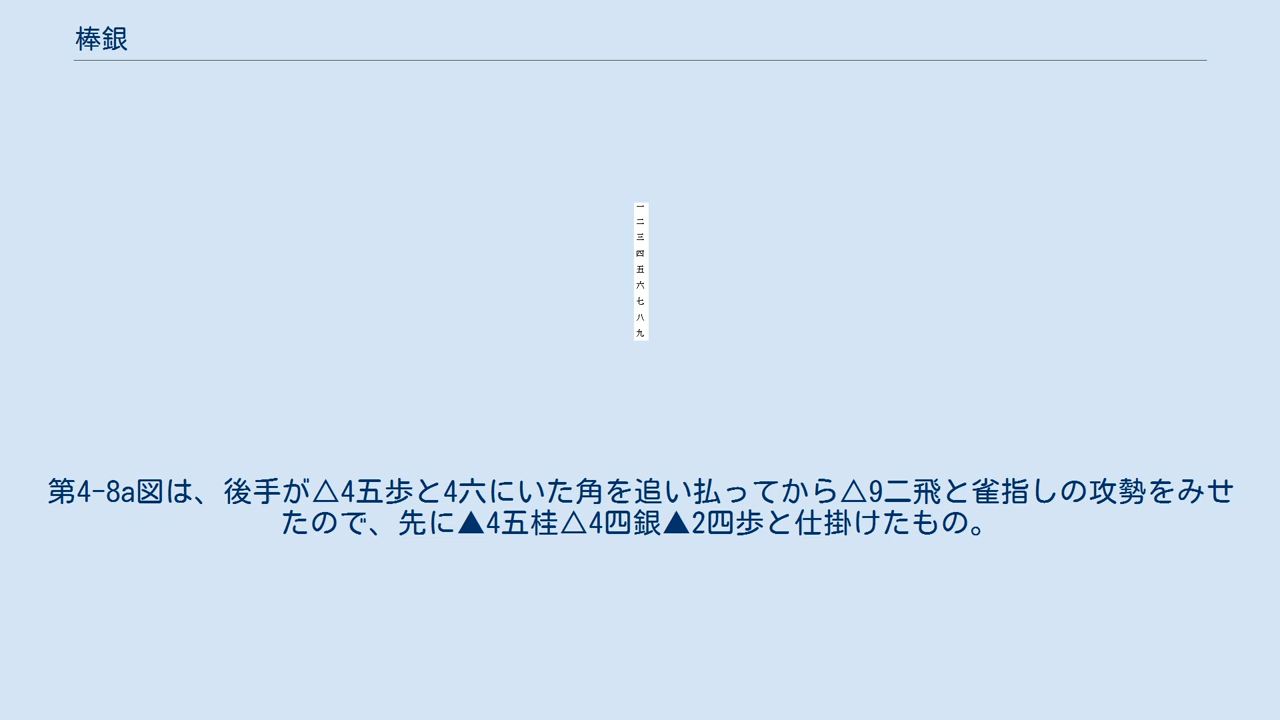 棒銀
一
二
三
四
五
六
七
八
九
第4-8a図は、後手が△4五歩と4六にいた角を追い払ってから△9二飛と雀指しの攻勢をみせ
たので、先に▲4五桂△4四銀▲2四歩と仕掛けたもの。